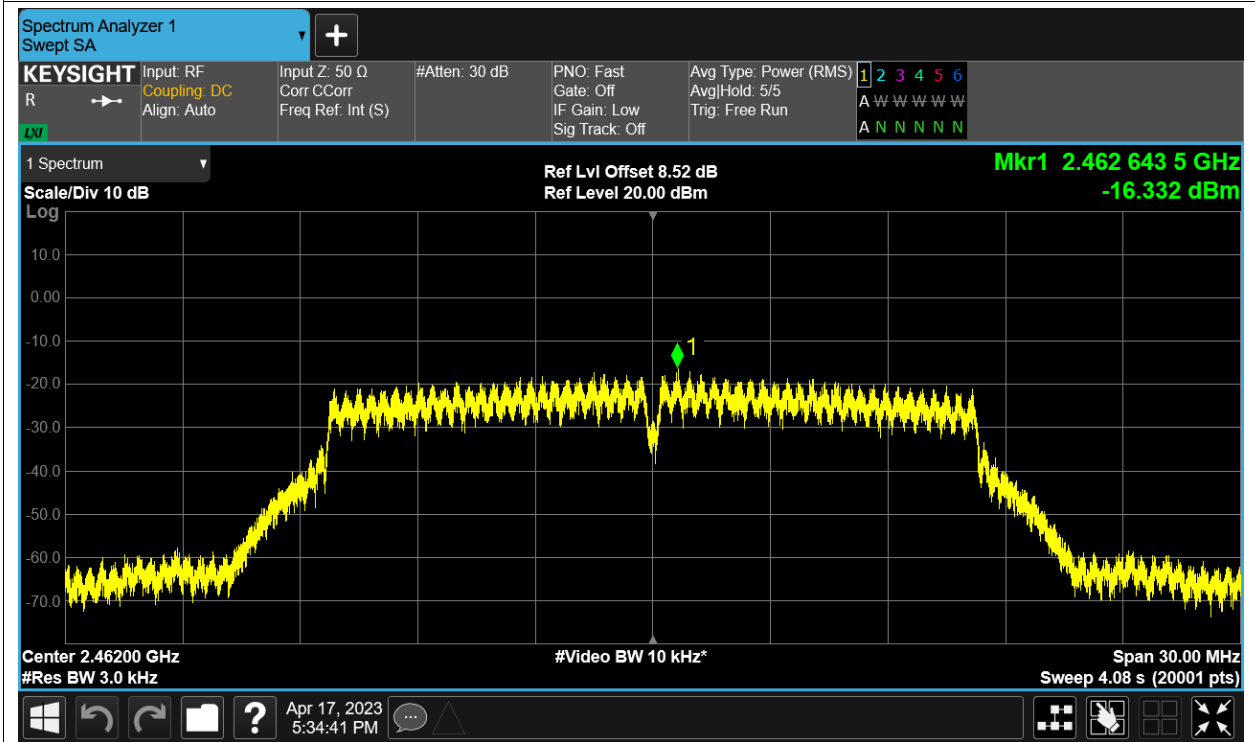 Spectrum Analyzer 1
Swept SA
KEYSIGHT
R
LXI
Input: RF
Coupling: DC
Align: Auto
Input Z: 50 Ω
Corr CCorr
Freq Ref: Int (S)
#Atten: 30 dB
PNO: Fast
Gate: Off
IF Gain: Low
Sig Track: Off
Avg Type: Power (RMS)
Avg|Hold: 5/5
Trig: Free Run
1 2 3 4 5 6
A W W W W W
A N N N N N
1 Spectrum
Scale/Div 10 dB
Log
Ref Lvl Offset 8.52 dB
Ref Level 20.00 dBm
Mkr1 2.462 643 5 GHz
-16.332 dBm
10.0
0.00
-10.0
-20.0
-30.0
-40.0
-50.0
-60.0
-70.0
1
Center 2.46200 GHz
#Res BW 3.0 kHz
#Video BW 10 kHz*
Span 30.00 MHz
Sweep 4.08 s (20001 pts)
?
Apr 17, 2023
5:34:41 PM